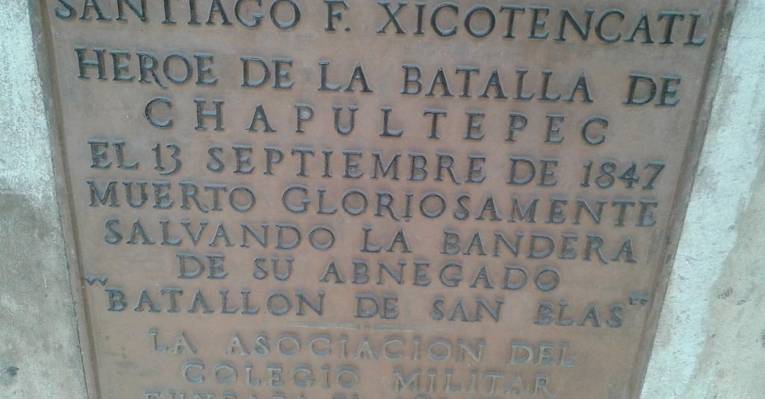 SANTIAGO F. XICOTENCATL
HEROE DE LA BATALLA DE
CHAPULTEPEC
EL 13 SEPTIEMBRE DE 1847
MUERTO GLORIOSAMENTE
SALVANDO LA BANDERA
DE SU ABNEGADO
"BATALLON DE SAN BLAS"
LA ASOCIACION DEL
COLEGIO MILITAR